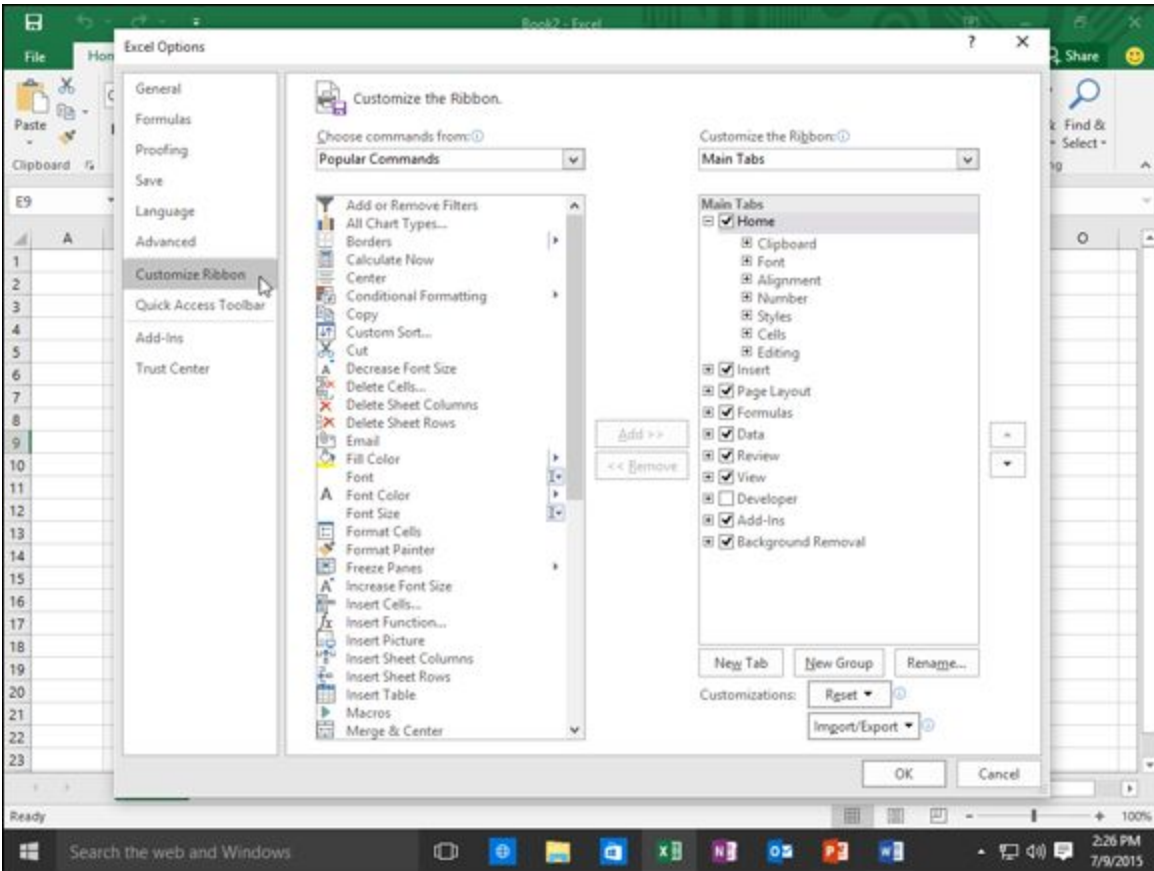 Book2 - Excel
File
Hom
Share
Paste
Clipboard
Find &
Select
E9
A
O
1
2
3
4
5
6
7
8
9
10
11
12
13
14
15
16
17
18
19
20
21
22
23
Excel Options
?
General
Formulas
Proofing
Save
Language
Advanced
Customize Ribbon
Quick Access Toolbar
Add-Ins
Trust Center
Customize the Ribbon.
Choose commands from:
Popular Commands
Add or Remove Filters
All Chart Types...
Borders
Calculate Now
Center
Conditional Formatting
Copy
Custom Sort...
Cut
Decrease Font Size
Delete Cells...
Delete Sheet Columns
Delete Sheet Rows
Email
Fill Color
Font
Font Color
Font Size
Format Cells
Format Painter
Freeze Panes
Increase Font Size
Insert Cells...
Insert Function...
Insert Picture
Insert Sheet Columns
Insert Sheet Rows
Insert Table
Macros
Merge & Center
Add >>
<< Remove
Customize the Ribbon:
Main Tabs
Main Tabs
Home
Clipboard
Font
Alignment
Number
Styles
Cells
Editing
Insert
Page Layout
Formulas
Data
Review
View
Developer
Add-Ins
Background Removal
New Tab New Group Rename...
Customizations: Reset
Import/Export
OK Cancel
Ready
100%
Search the web and Windows
2:26 PM
7/9/2015